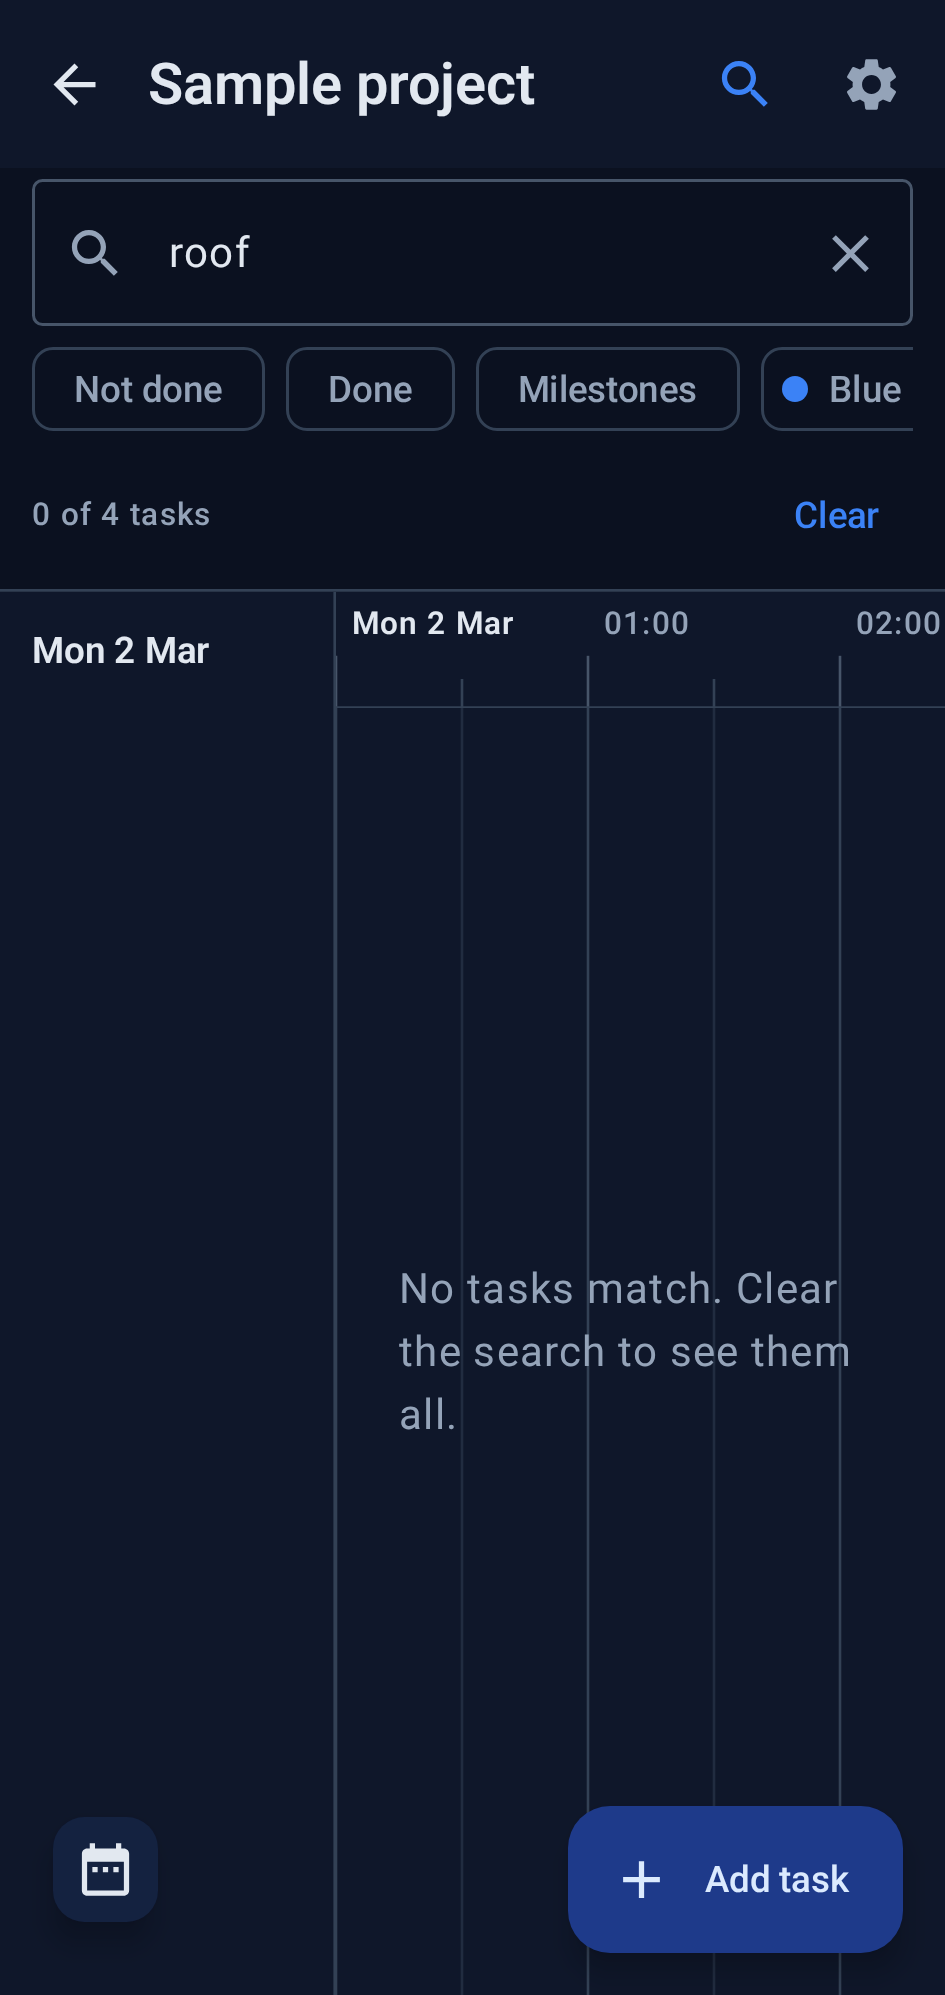 Sample project
roof
Not done
Done
Milestones
Blue
0 of 4 tasks
Clear
Mon 2 Mar
Mon 2 Mar
01:00
02:00
No tasks match. Clear
the search to see them
all.
Add task